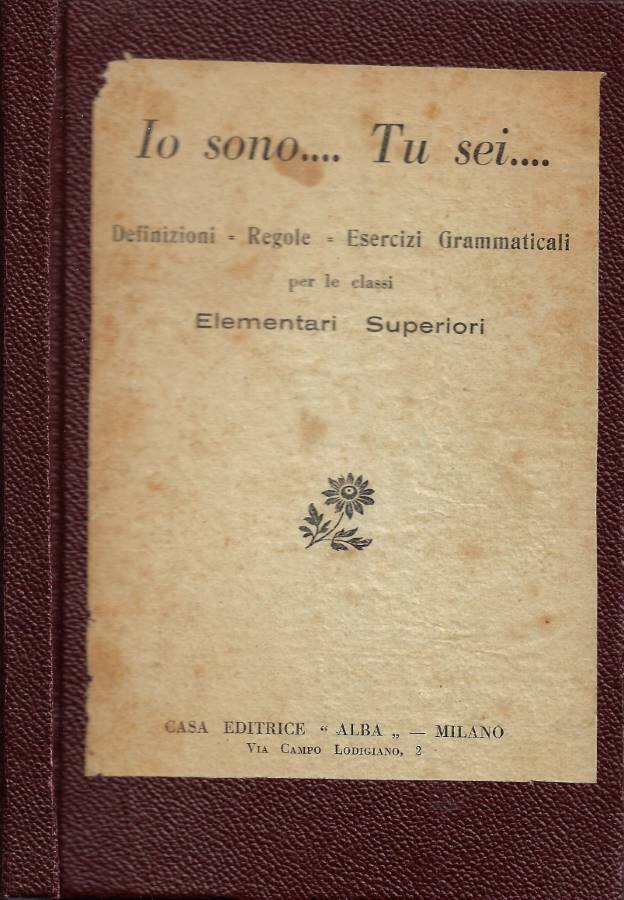 Io sono.... Tu sei....
Definizioni = Regole = Esercizi Grammaticali
per le classi
Elementari Superiori
CASA EDITRICE “ ALBA „ — MILANO
Via Campo Lodigiano, 2